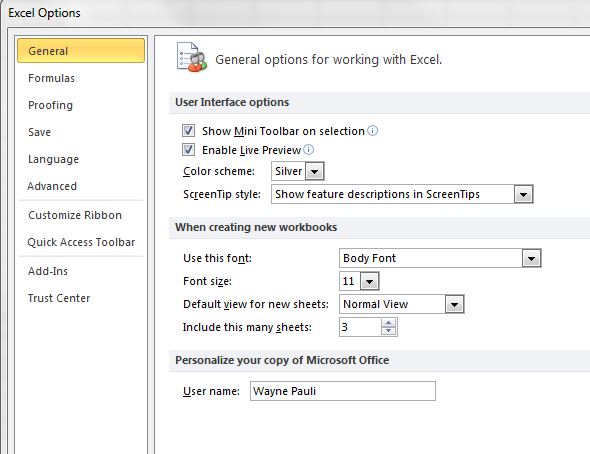 Excel Options
General
Formulas
Proofing
Save
Language
Advanced
Customize Ribbon
Quick Access Toolbar
Add-Ins
Trust Center
General options for working with Excel.
User Interface options
Show Mini Toolbar on selection
Enable Live Preview
Color scheme: Silver
ScreenTip style: Show feature descriptions in ScreenTips
When creating new workbooks
Use this font: Body Font
Font size: 11
Default view for new sheets: Normal View
Include this many sheets: 3
Personalize your copy of Microsoft Office
User name: Wayne Pauli